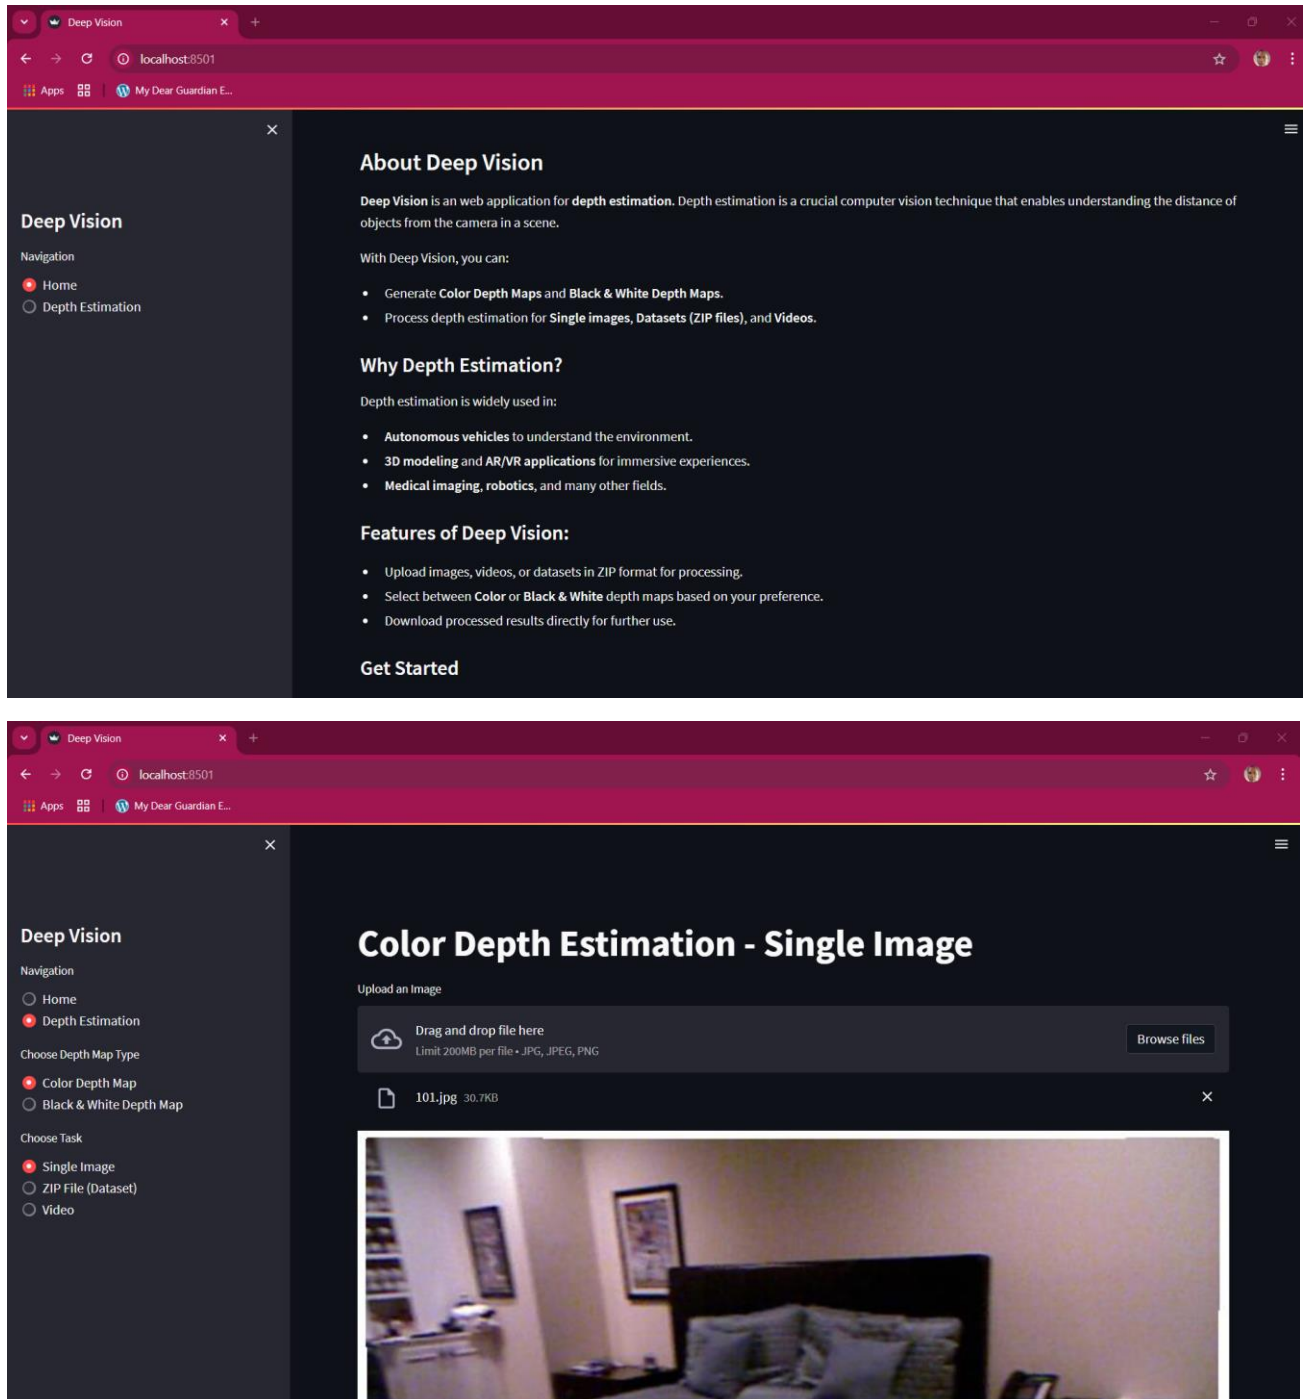 Deep Vision
localhost:8501
Apps
My Dear Guardian E...
Deep Vision
Navigation
Home
Depth Estimation
About Deep Vision
Deep Vision is an web application for depth estimation. Depth estimation is a crucial computer vision technique that enables understanding the distance of
objects from the camera in a scene.
With Deep Vision, you can:
• Generate Color Depth Maps and Black & White Depth Maps.
• Process depth estimation for Single images, Datasets (ZIP files), and Videos.
Why Depth Estimation?
Depth estimation is widely used in:
• Autonomous vehicles to understand the environment.
• 3D modeling and AR/VR applications for immersive experiences.
• Medical imaging, robotics, and many other fields.
Features of Deep Vision:
• Upload images, videos, or datasets in ZIP format for processing.
• Select between Color or Black & White depth maps based on your preference.
• Download processed results directly for further use.
Get Started
Deep Vision
localhost:8501
Apps
My Dear Guardian E...
Deep Vision
Navigation
Home
Depth Estimation
Choose Depth Map Type
Color Depth Map
Black & White Depth Map
Choose Task
Single Image
ZIP File (Dataset)
Video
Color Depth Estimation - Single Image
Upload an Image
Drag and drop file here
Limit 200MB per file • JPG, JPEG, PNG
Browse files
101.jpg 30.7KB